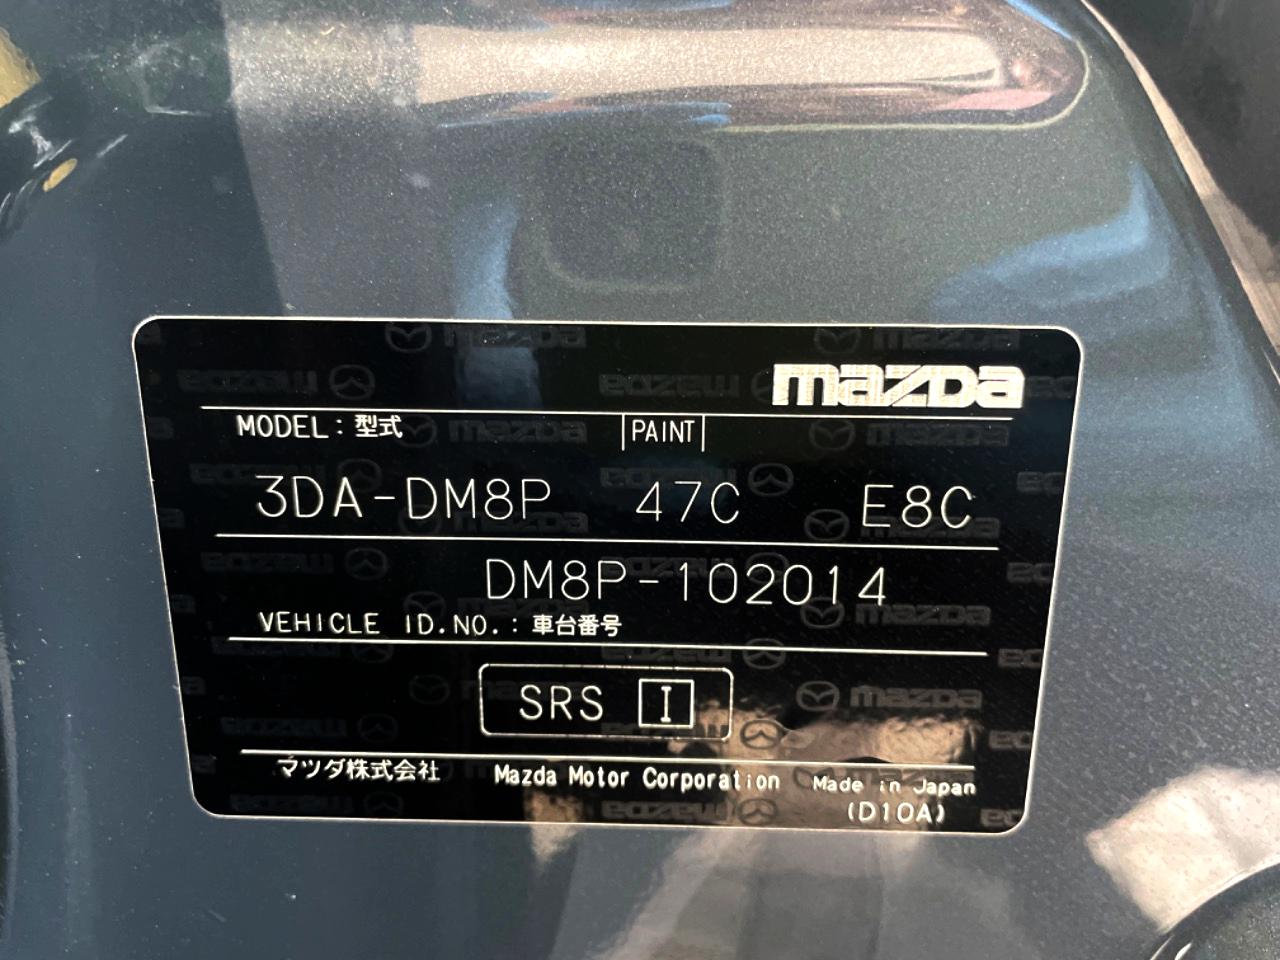 mazda
MODEL: 型式 PAINT
3DA-DM8P 47C E8C
DM8P-102014
VEHICLE ID.NO.: 車台番号
SRS I
マツダ株式会社 Mazda Motor Corporation Made in Japan
(D10A)